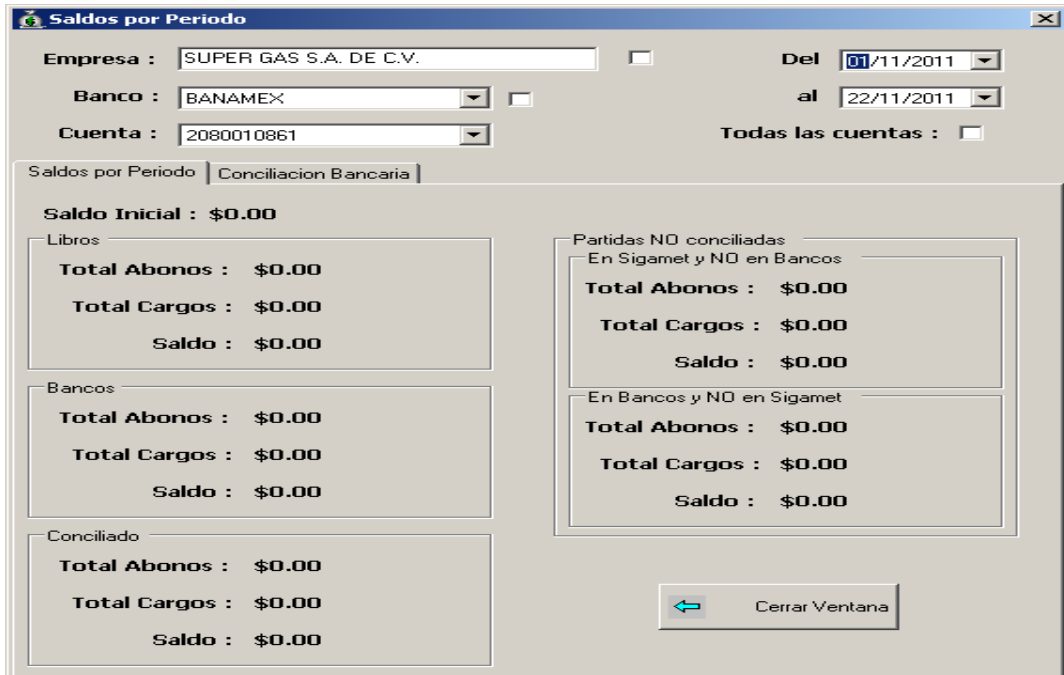 Saldos por Periodo
Empresa : SUPER GAS S.A. DE C.V.
Del 01/11/2011
Banco : BANAMEX
al 22/11/2011
Cuenta : 2080010861
Todas las cuentas :
Saldos por Periodo
Conciliacion Bancaria
Saldo Inicial : $0.00
Libros
Total Abonos : $0.00
Total Cargos : $0.00
Saldo : $0.00
Bancos
Total Abonos : $0.00
Total Cargos : $0.00
Saldo : $0.00
Conciliado
Total Abonos : $0.00
Total Cargos : $0.00
Saldo : $0.00
Partidas NO conciliadas
En Sigamet y NO en Bancos
Total Abonos : $0.00
Total Cargos : $0.00
Saldo : $0.00
En Bancos y NO en Sigamet
Total Abonos : $0.00
Total Cargos : $0.00
Saldo : $0.00
Cerrar Ventana